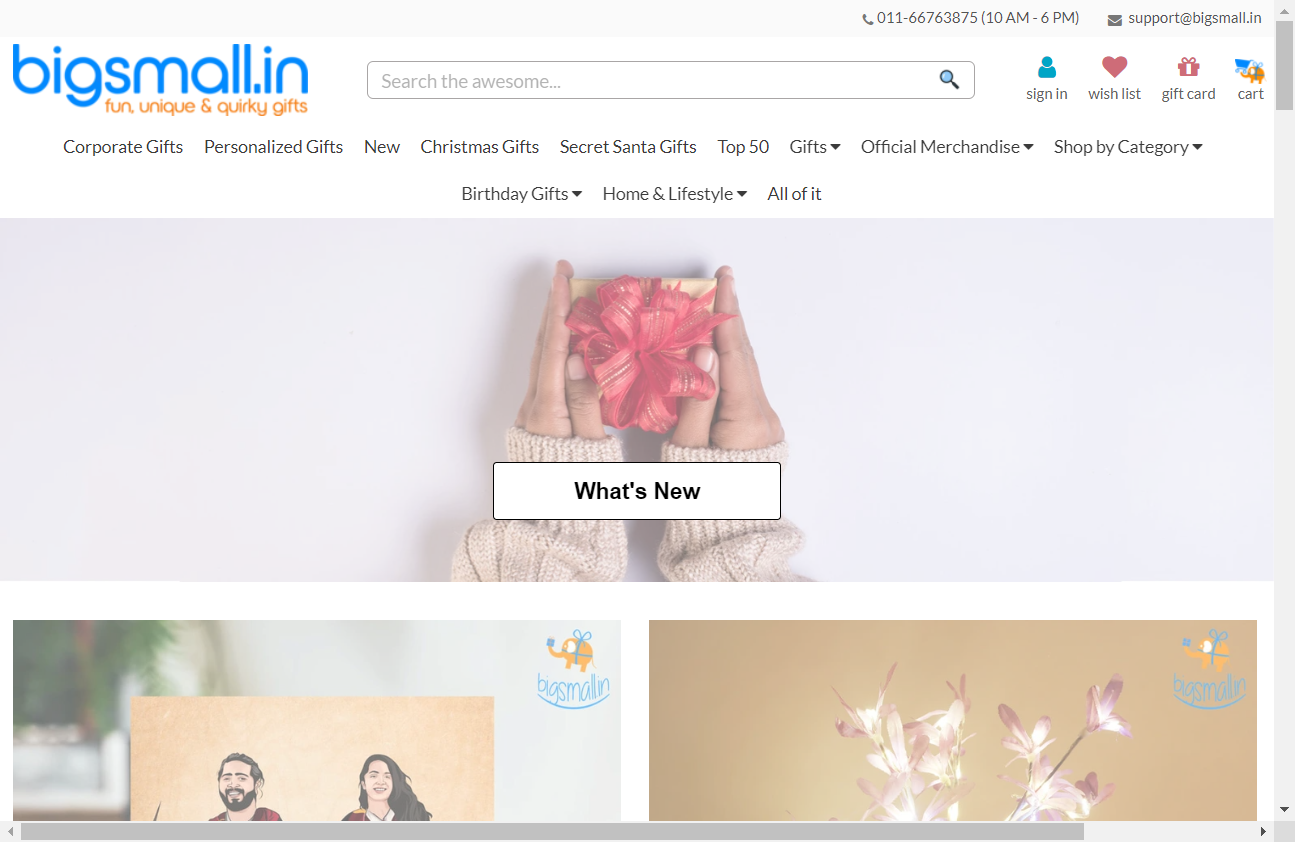 011-66763875 (10 AM - 6 PM) support@bigsmall.in
bigsmall.in
fun, unique & quirky gifts
Search the awesome...
sign in wish list gift card cart
Corporate Gifts Personalized Gifts New Christmas Gifts Secret Santa Gifts Top 50 Gifts Official Merchandise Shop by Category
Birthday Gifts Home & Lifestyle All of it
What's New
bigsmall.in
bigsmall.in